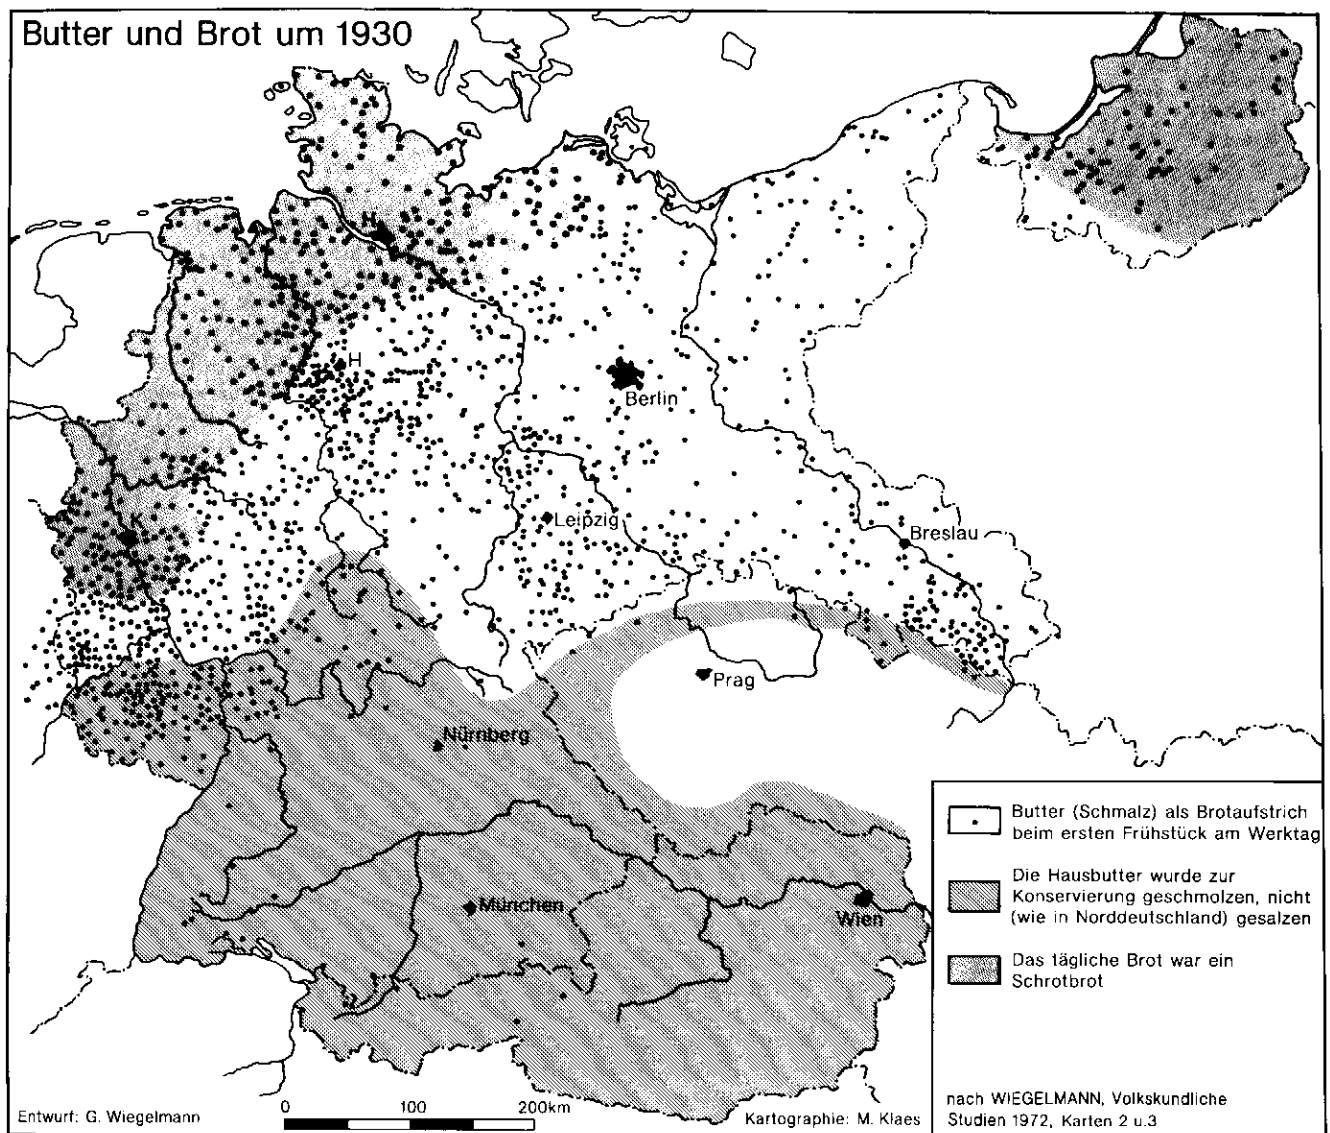 Butter und Brot um 1930
H
H
Berlin
K
Leipzig
Breslau
Prag
Nürnberg
München
Wien
Butter (Schmalz) als Brotaufstrich
beim ersten Frühstück am Werktag
Die Hausbutter wurde zur
Konservierung geschmolzen, nicht
(wie in Norddeutschland) gesalzen
Das tägliche Brot war ein
Schrotbrot
nach WIEGELMANN, Volkskundliche
Studien 1972, Karten 2 u.3
Entwurf: G. Wiegelmann
0 100 200km
Kartographie: M. Klaes